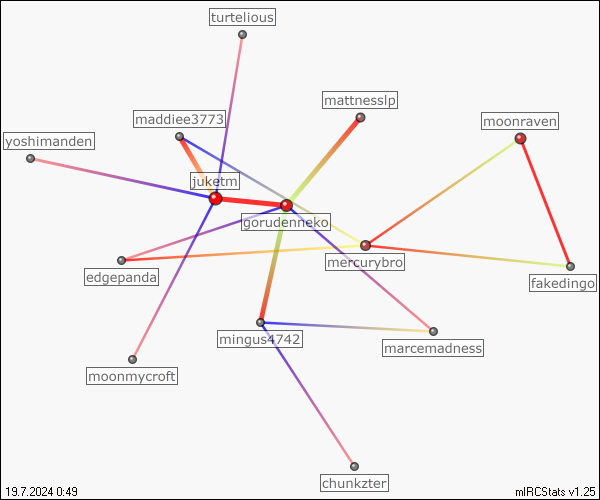 turtelious
mattnesslp
maddiee3773
moonraven
yoshimanden
juketm
gorudenneko
mercurybro
edgepanda
fakedingo
mingus4742
marcemadness
moonmycroft
chunkzter
19.7.2024 0:49
mIRCStats v1.25